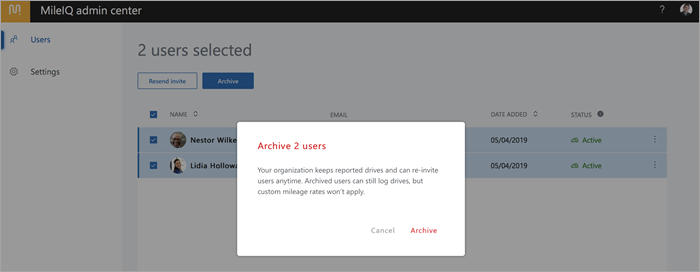 MileIQ admin center
?
Users
Settings
2 users selected
Resend invite
Archive
NAME
EMAIL
DATE ADDED
STATUS
Nestor Wilke
05/04/2019
Active
Lidia Hollowa
05/04/2019
Active
Archive 2 users
Your organization keeps reported drives and can re-invite
users anytime. Archived users can still log drives, but
custom mileage rates won't apply.
Cancel
Archive